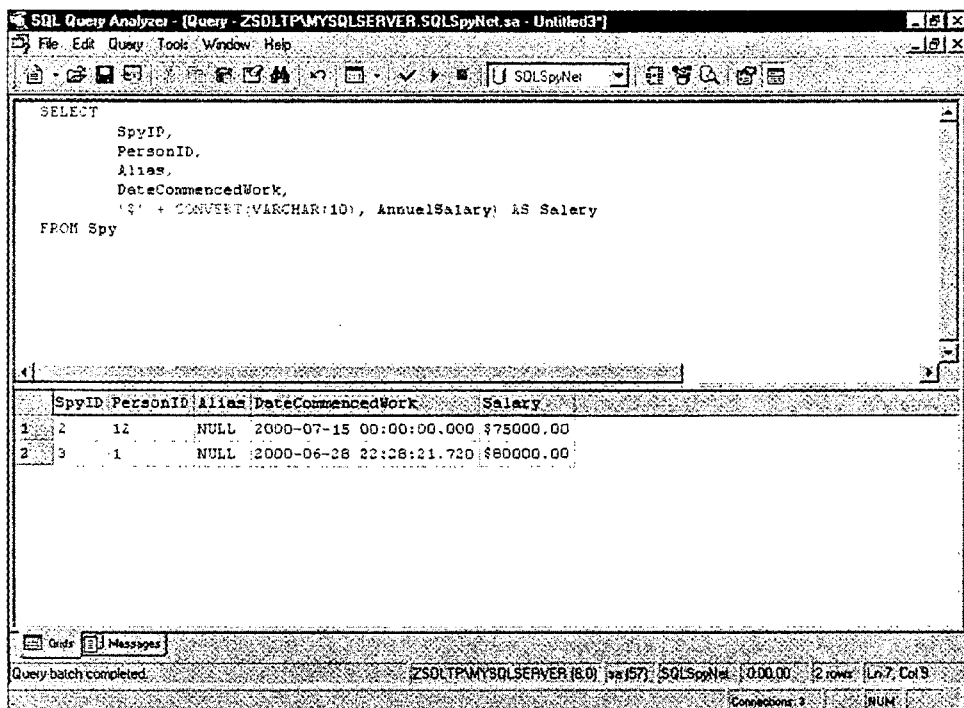 SQL Query Analyzer - [Query - ZSDLTP\MYSQLSERVER.SQLSpyNet.sa - Untitled3*]
File Edit Query Tools Window Help
SQLSpyNet
SELECT
SpyID,
PersonID,
Alias,
DateCommencedWork,
'$' + CONVERT(VARCHAR(10), AnnualSalary) AS Salary
FROM Spy
SpyID PersonID Alias DateCommencedWork Salary
1 2 12 NULL 2000-07-15 00:00:00.000 $75000.00
2 3 1 NULL 2000-06-28 22:28:21.720 $80000.00
Grids Messages
Query batch completed. ZSDLTP\MYSQLSERVER (8.0) sa (57) SQLSpyNet 0:00:00 2 rows Ln 7, Col 9
Connections: 3 NUM